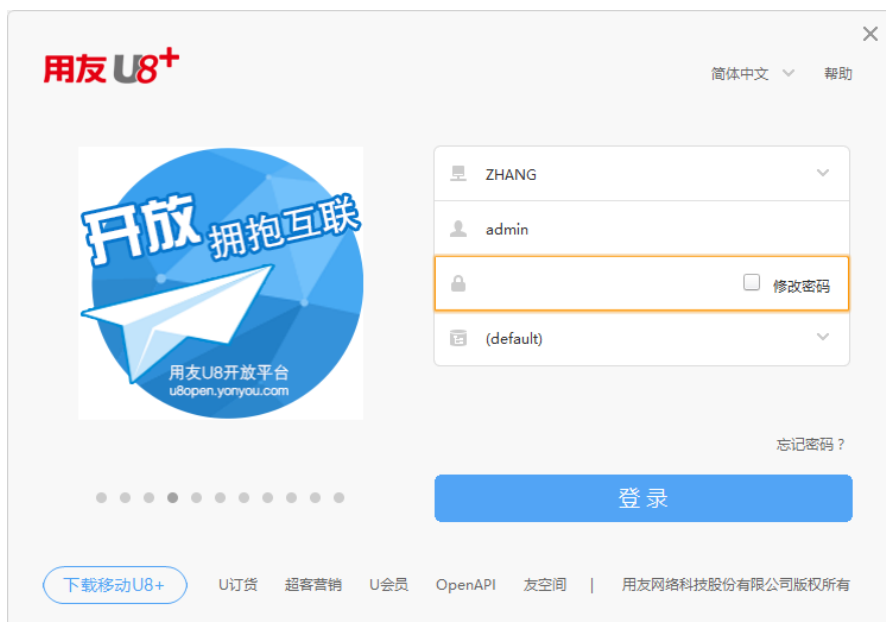 用友 U8+
简体中文 帮助
开放 拥抱互联
用友U8开放平台
u8open.yonyou.com
ZHANG
admin
修改密码
(default)
忘记密码？
登录
下载移动U8+ U订货 超客营销 U会员 OpenAPI 友空间 | 用友网络科技股份有限公司版权所有